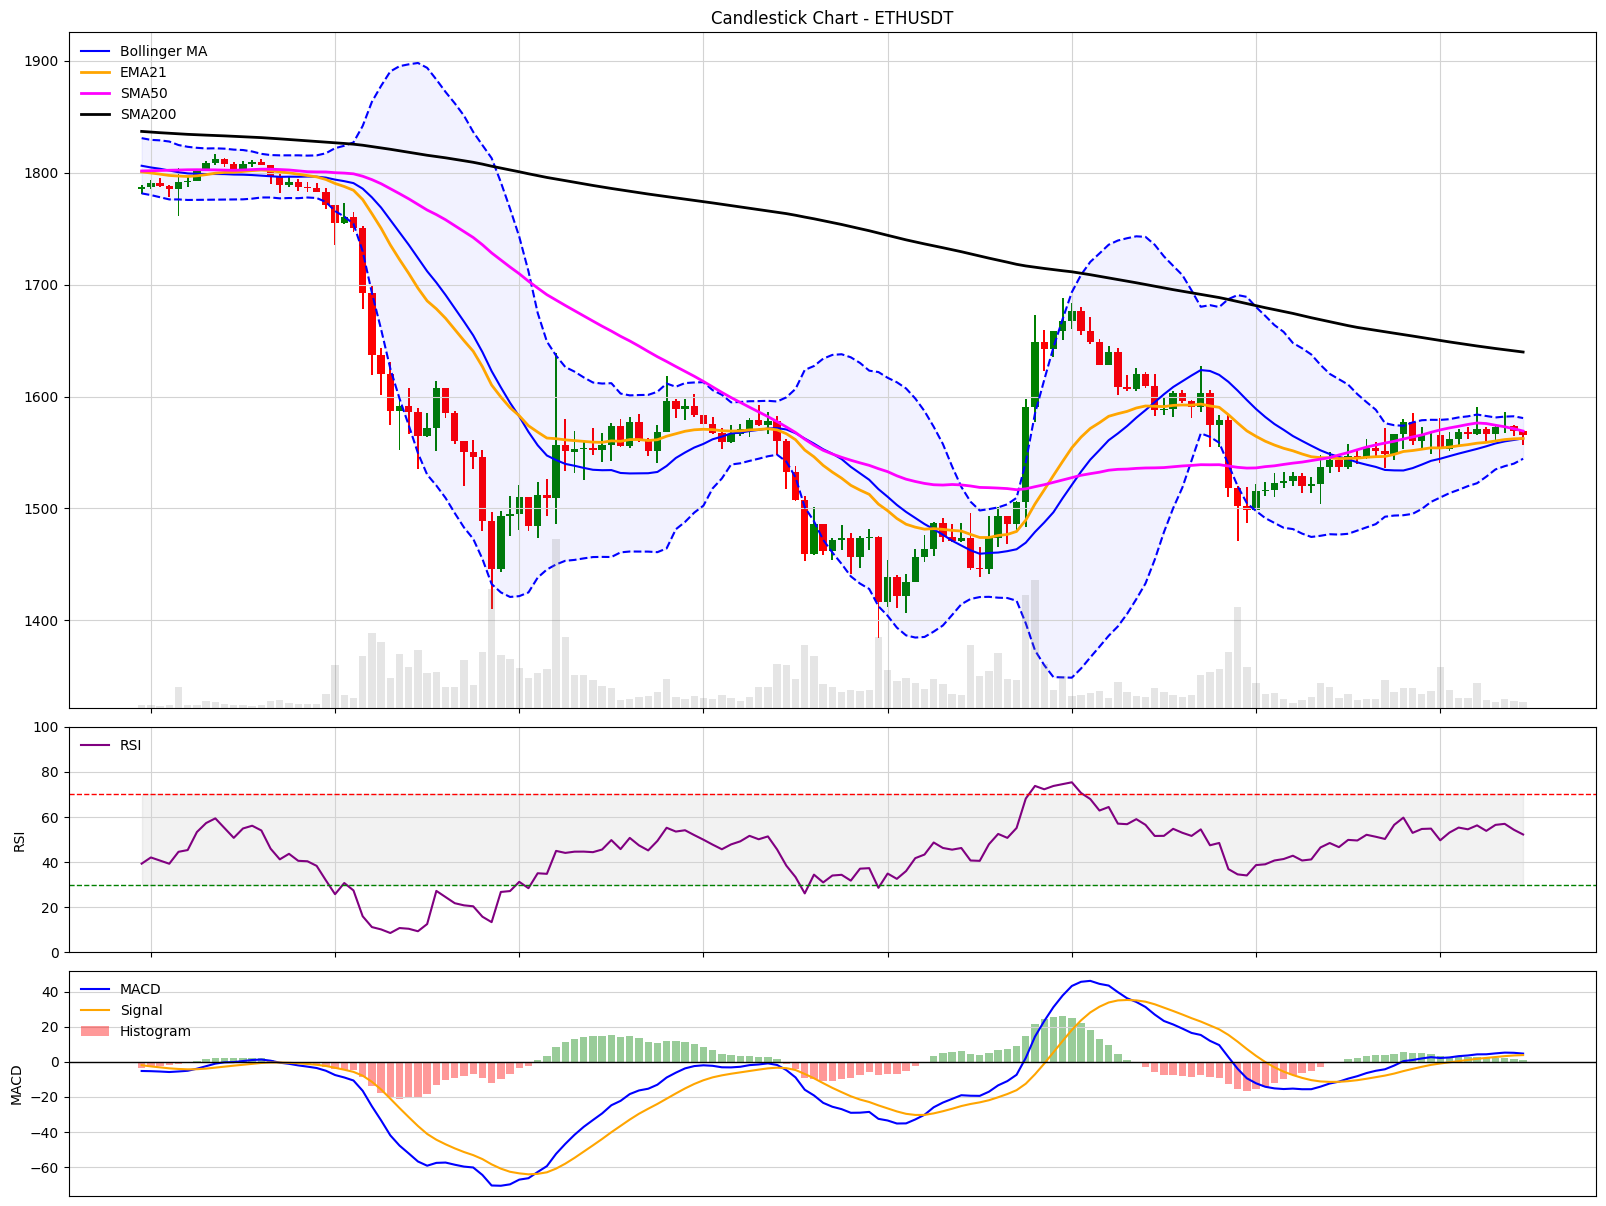 Candlestick Chart - ETHUSDT
Bollinger MA
EMA21
SMA50
SMA200
1900
1800
1700
1600
1500
1400
RSI
100
80
60
40
20
0
RSI
MACD
Signal
Histogram
40
20
0
−20
−40
−60
MACD